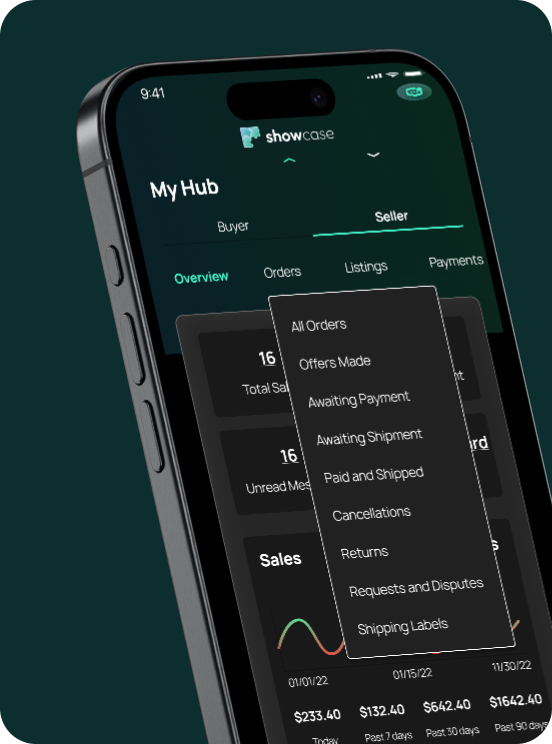 9:41
showcase
My Hub
Buyer Seller
Overview Orders Listings Payments
All Orders
Offers Made
Awaiting Payment
Awaiting Shipment
Paid and Shipped
Cancellations
Returns
Requests and Disputes
Shipping Labels
16
Total Sal
nt
16
Unread Mes
rd
Sales
s
01/01/22 01/15/22 11/30/22
$233.40 $132.40 $642.40 $1642.40
Today Past 7 days Past 30 days Past 90 days